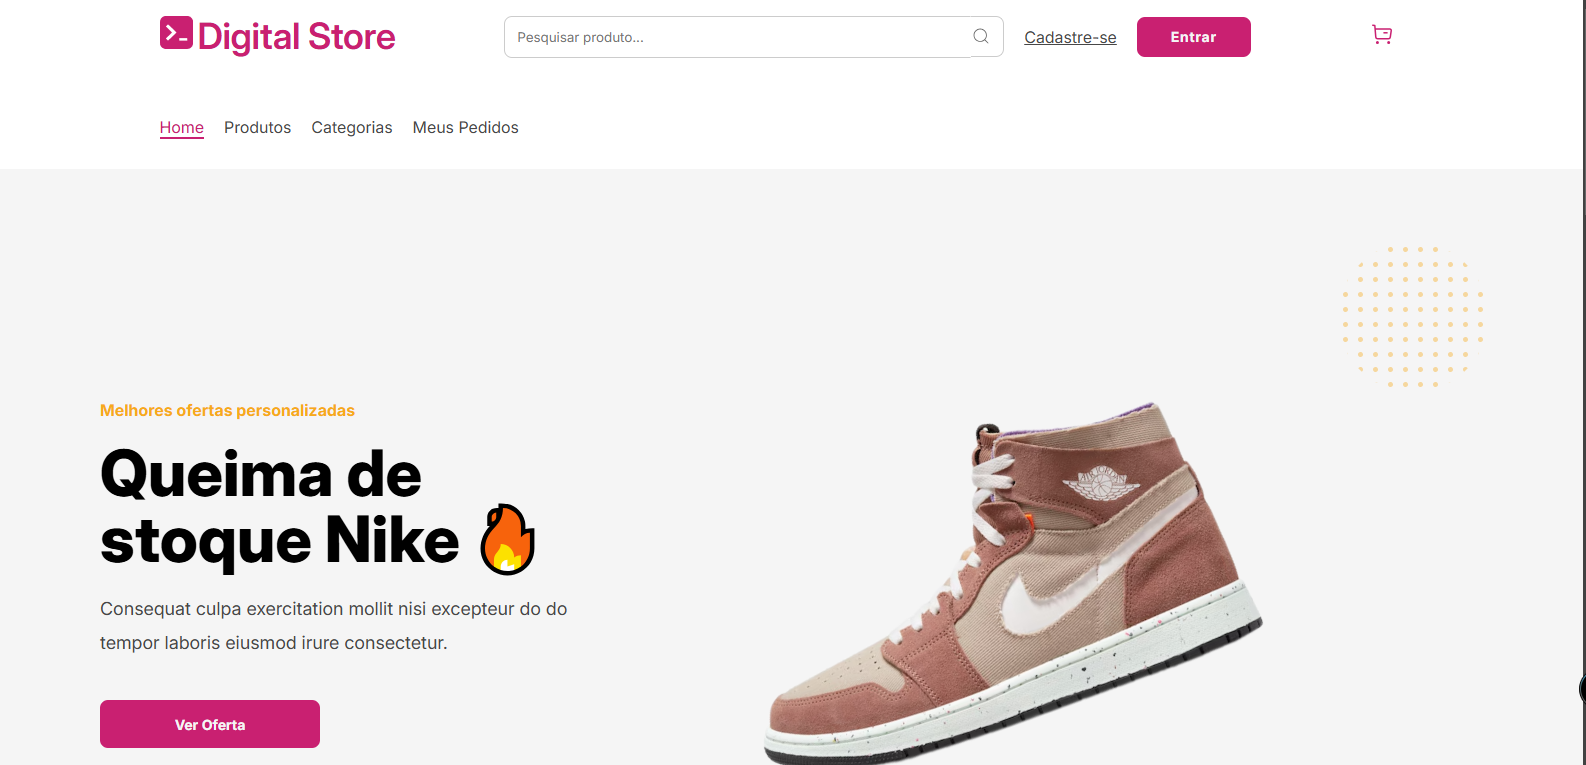 Digital Store
Pesquisar produto...
Cadastre-se
Entrar
Home
Produtos
Categorias
Meus Pedidos
Melhores ofertas personalizadas
Queima de
stoque Nike 🔥
Consequat culpa exercitation mollit nisi excepteur do do
tempor laboris eiusmod irure consectetur.
Ver Oferta